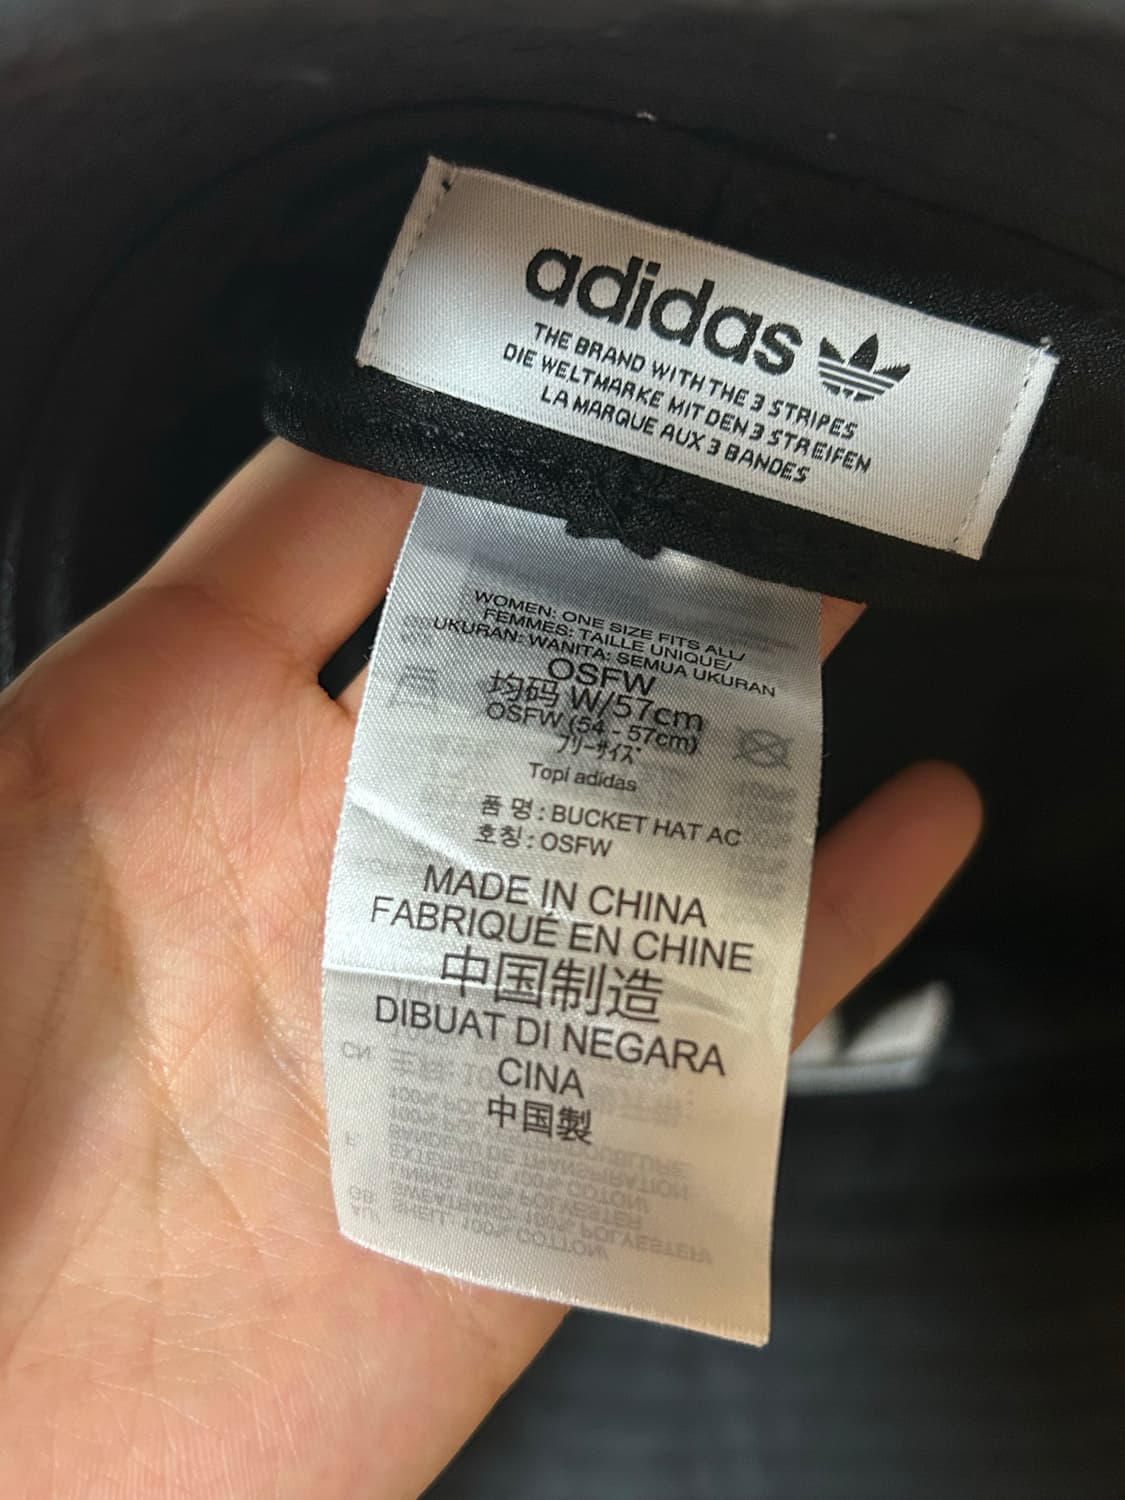 adidas
THE BRAND WITH THE 3 STRIPES
DIE WELTMARKE MIT DEN 3 STREIFEN
LA MARQUE AUX 3 BANDES
WOMEN: ONE SIZE FITS ALL/
FEMMES: TAILLE UNIQUE/
UKURAN: WANITA: SEMUA UKURAN
OSFW
均码 W/57cm
OSFW (54 - 57cm)
フリーサイズ
Topi adidas
품 명 : BUCKET HAT AC
호칭 : OSFW
MADE IN CHINA
FABRIQUÉ EN CHINE
中国制造
DIBUAT DI NEGARA
CINA
中国製